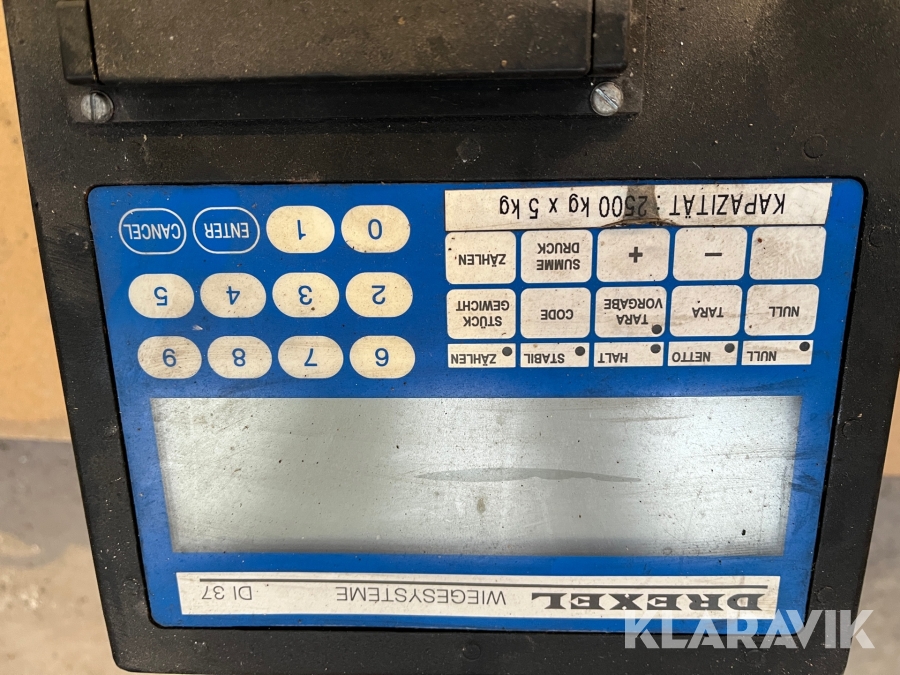 DREXEL WIEGESYSTEME DI 37
NULL NETTO HALT STABIL ZÄHLEN
NULL TARA TARA VORGABE CODE STÜCK GEWICHT
− + SUMME DRUCK ZÄHLEN
KAPAZITÄT : 2500 kg x 5 kg
6 7 8 9
2 3 4 5
0 1 ENTER CANCEL
KLARAVIK